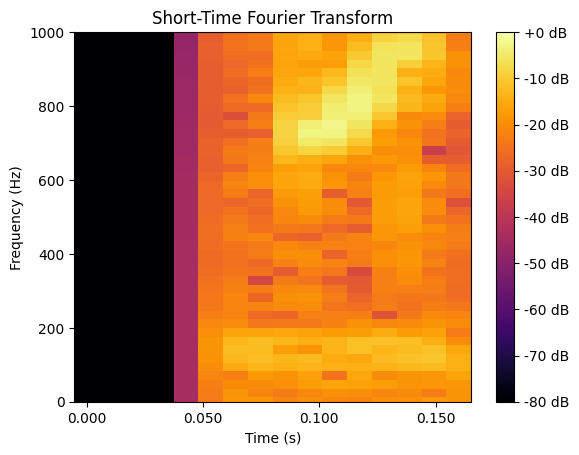 Short-Time Fourier Transform
1000
800
600
400
200
0
Frequency (Hz)
0.000
0.050
0.100
0.150
Time (s)
+0 dB
-10 dB
-20 dB
-30 dB
-40 dB
-50 dB
-60 dB
-70 dB
-80 dB